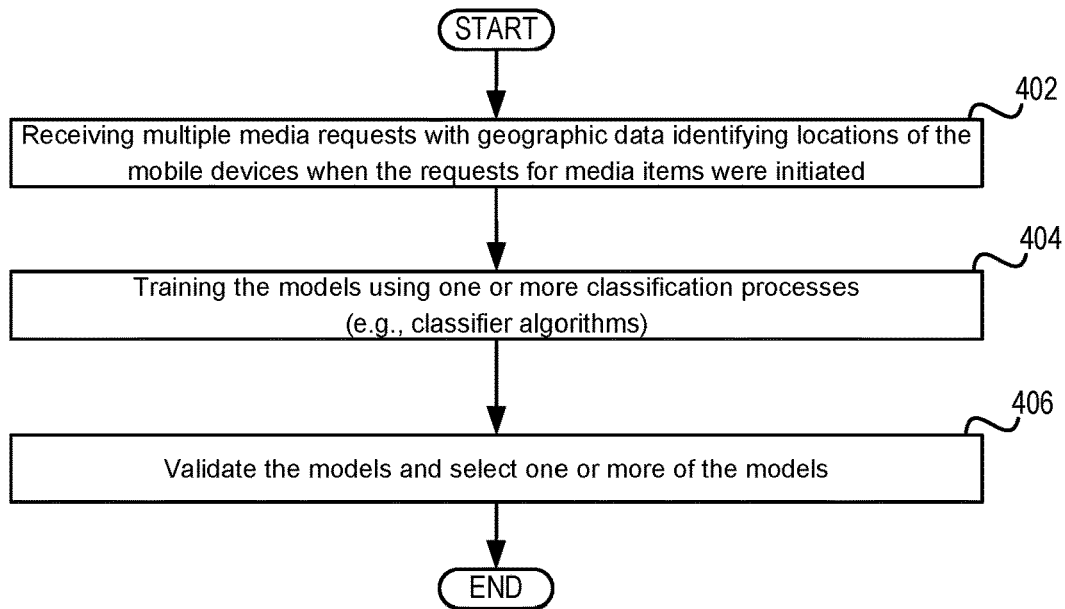 START
402
Receiving multiple media requests with geographic data identifying locations of the
mobile devices when the requests for media items were initiated
404
Training the models using one or more classification processes
(e.g., classifier algorithms)
406
Validate the models and select one or more of the models
END